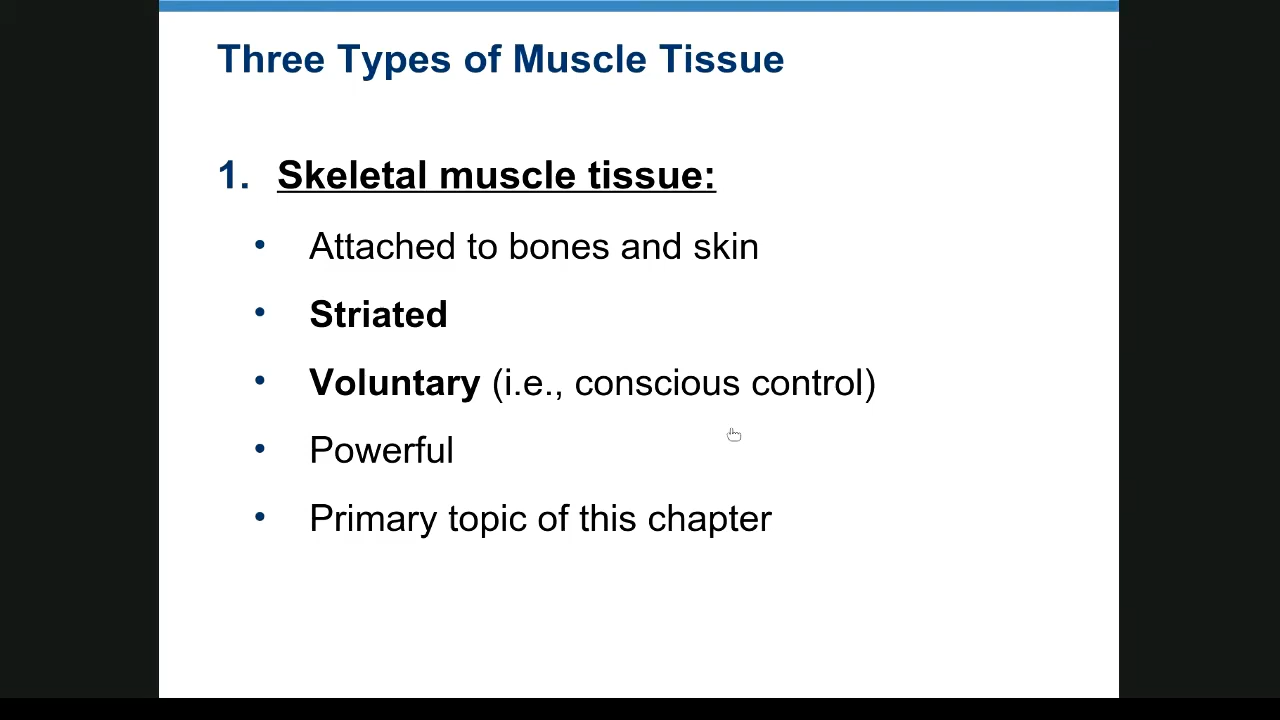 Three Types of Muscle Tissue
1. Skeletal muscle tissue:
• Attached to bones and skin
• Striated
• Voluntary (i.e., conscious control)
• Powerful
• Primary topic of this chapter